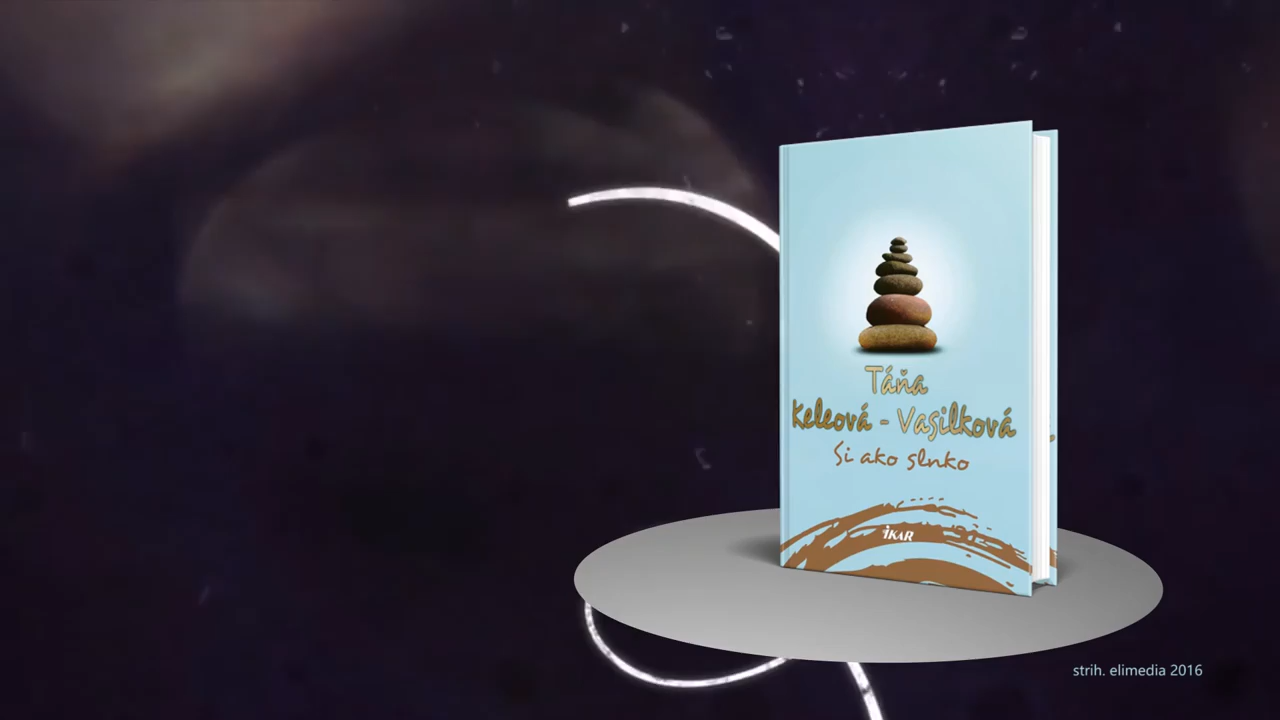 Táňa
Keleová - Vasilková
Si ako slnko
IKAR
strih. elimedia 2016